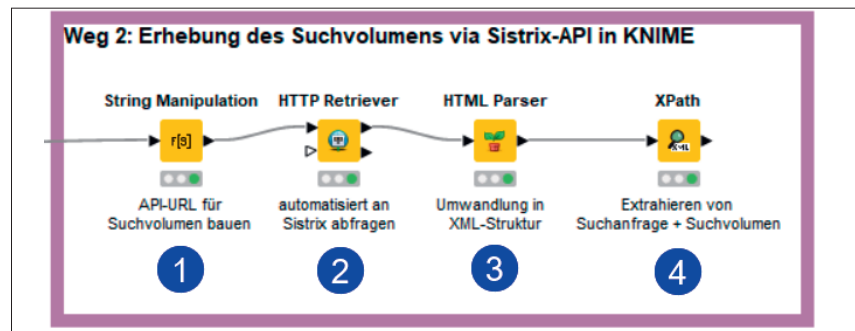 Weg 2: Erhebung des Suchvolumens via Sistrix-API in KNIME
String Manipulation
HTTP Retriever
HTML Parser
XPath
r[s]
XML
API-URL für
Suchvolumen bauen
automatisiert an
Sistrix abfragen
Umwandlung in
XML-Struktur
Extrahieren von
Suchanfrage + Suchvolumen
1
2
3
4